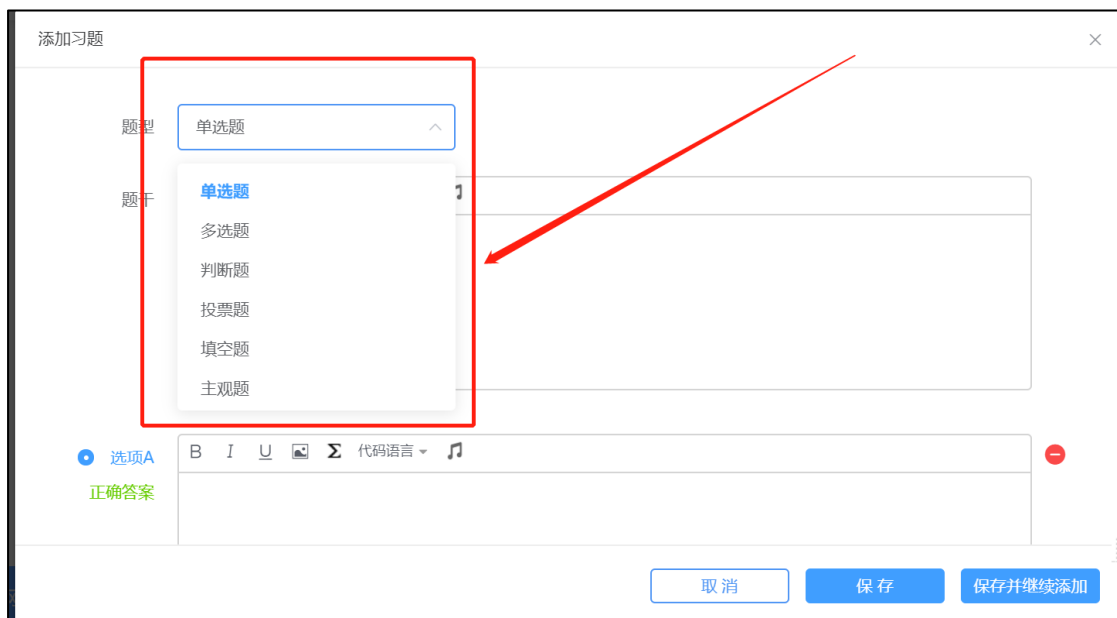 添加习题
题型 单选题
题干
单选题
多选题
判断题
投票题
填空题
主观题
选项A B I U Σ 代码语言
正确答案
取消 保存 保存并继续添加